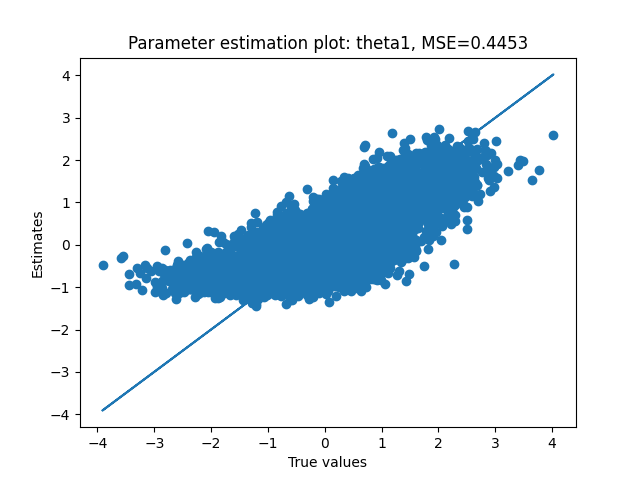 Parameter estimation plot: theta1, MSE=0.4453
4
3
2
1
0
−1
−2
−3
−4
Estimates
−4 −3 −2 −1 0 1 2 3 4
True values